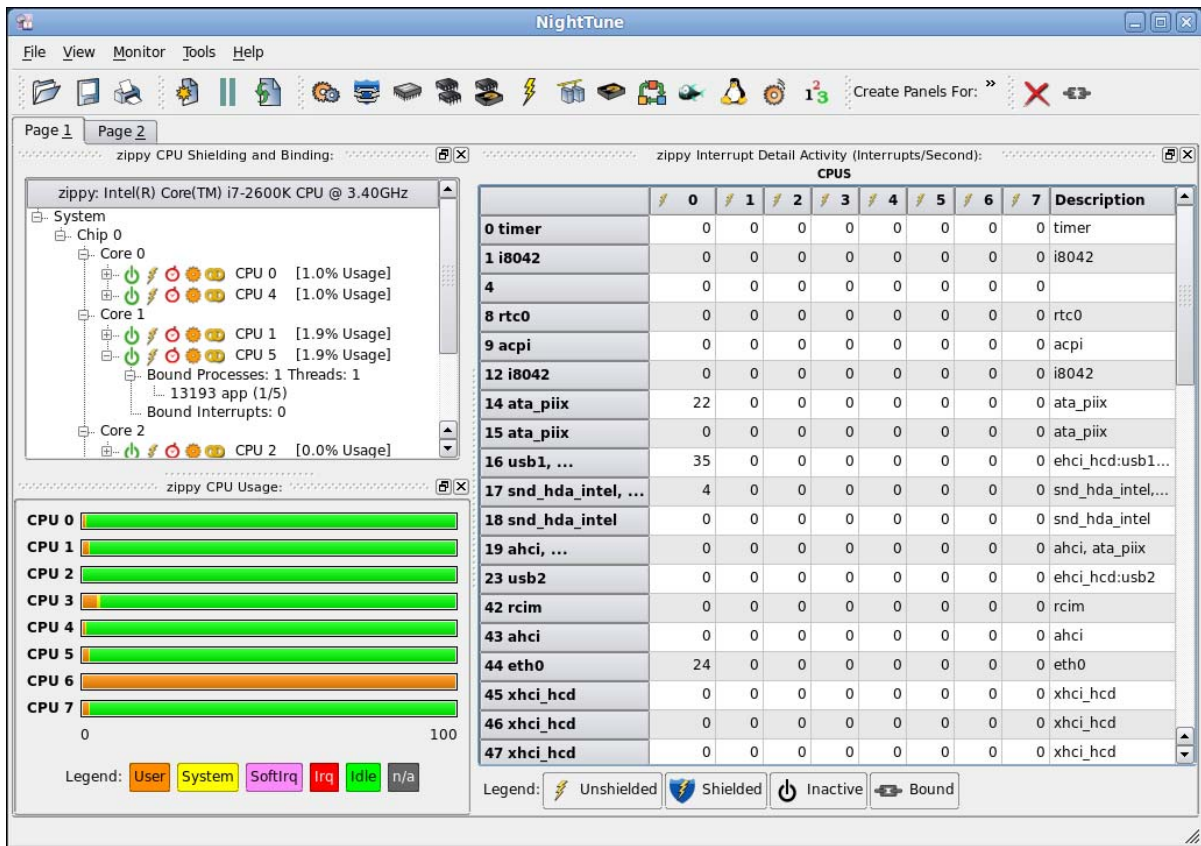 NightTune
File View Monitor Tools Help
1 2 3 Create Panels For: »
Page 1 Page 2
zippy CPU Shielding and Binding:
zippy: Intel(R) Core(TM) i7-2600K CPU @ 3.40GHz
System
Chip 0
Core 0
CPU 0 [1.0% Usage]
CPU 4 [1.0% Usage]
Core 1
CPU 1 [1.9% Usage]
CPU 5 [1.9% Usage]
Bound Processes: 1 Threads: 1
13193 app (1/5)
Bound Interrupts: 0
Core 2
CPU 2 [0.0% Usage]
zippy CPU Usage:
CPU 0
CPU 1
CPU 2
CPU 3
CPU 4
CPU 5
CPU 6
CPU 7
0 100
Legend: User System SoftIrq Irq Idle n/a
zippy Interrupt Detail Activity (Interrupts/Second):
CPUS
0 1 2 3 4 5 6 7 Description
0 timer 0 0 0 0 0 0 0 0 timer
1 i8042 0 0 0 0 0 0 0 0 i8042
4 0 0 0 0 0 0 0 0
8 rtc0 0 0 0 0 0 0 0 0 rtc0
9 acpi 0 0 0 0 0 0 0 0 acpi
12 i8042 0 0 0 0 0 0 0 0 i8042
14 ata_piix 22 0 0 0 0 0 0 0 ata_piix
15 ata_piix 0 0 0 0 0 0 0 0 ata_piix
16 usb1, ... 35 0 0 0 0 0 0 0 ehci_hcd:usb1...
17 snd_hda_intel, ... 4 0 0 0 0 0 0 0 snd_hda_intel,...
18 snd_hda_intel 0 0 0 0 0 0 0 0 snd_hda_intel
19 ahci, ... 0 0 0 0 0 0 0 0 ahci, ata_piix
23 usb2 0 0 0 0 0 0 0 0 ehci_hcd:usb2
42 rcim 0 0 0 0 0 0 0 0 rcim
43 ahci 0 0 0 0 0 0 0 0 ahci
44 eth0 24 0 0 0 0 0 0 0 eth0
45 xhci_hcd 0 0 0 0 0 0 0 0 xhci_hcd
46 xhci_hcd 0 0 0 0 0 0 0 0 xhci_hcd
47 xhci_hcd 0 0 0 0 0 0 0 0 xhci_hcd
Legend: Unshielded Shielded Inactive Bound